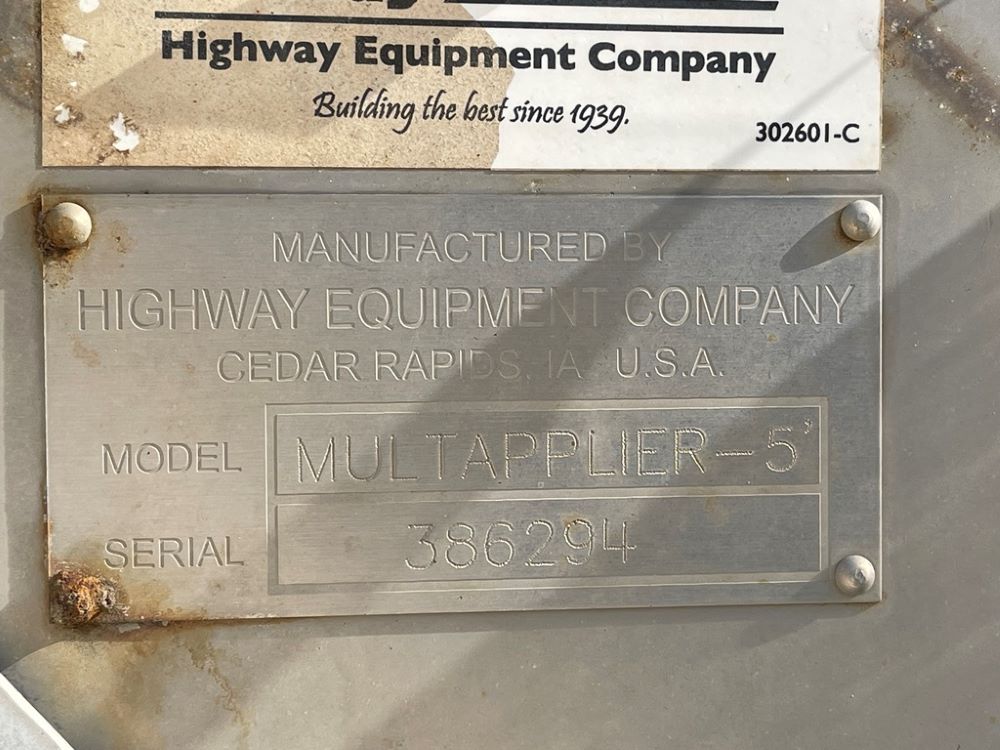 Highway Equipment Company
Building the best since 1939.
302601-C
MANUFACTURED BY
HIGHWAY EQUIPMENT COMPANY
CEDAR RAPIDS, IA U.S.A.
MODEL MULTAPPLIER-5'
SERIAL 386294